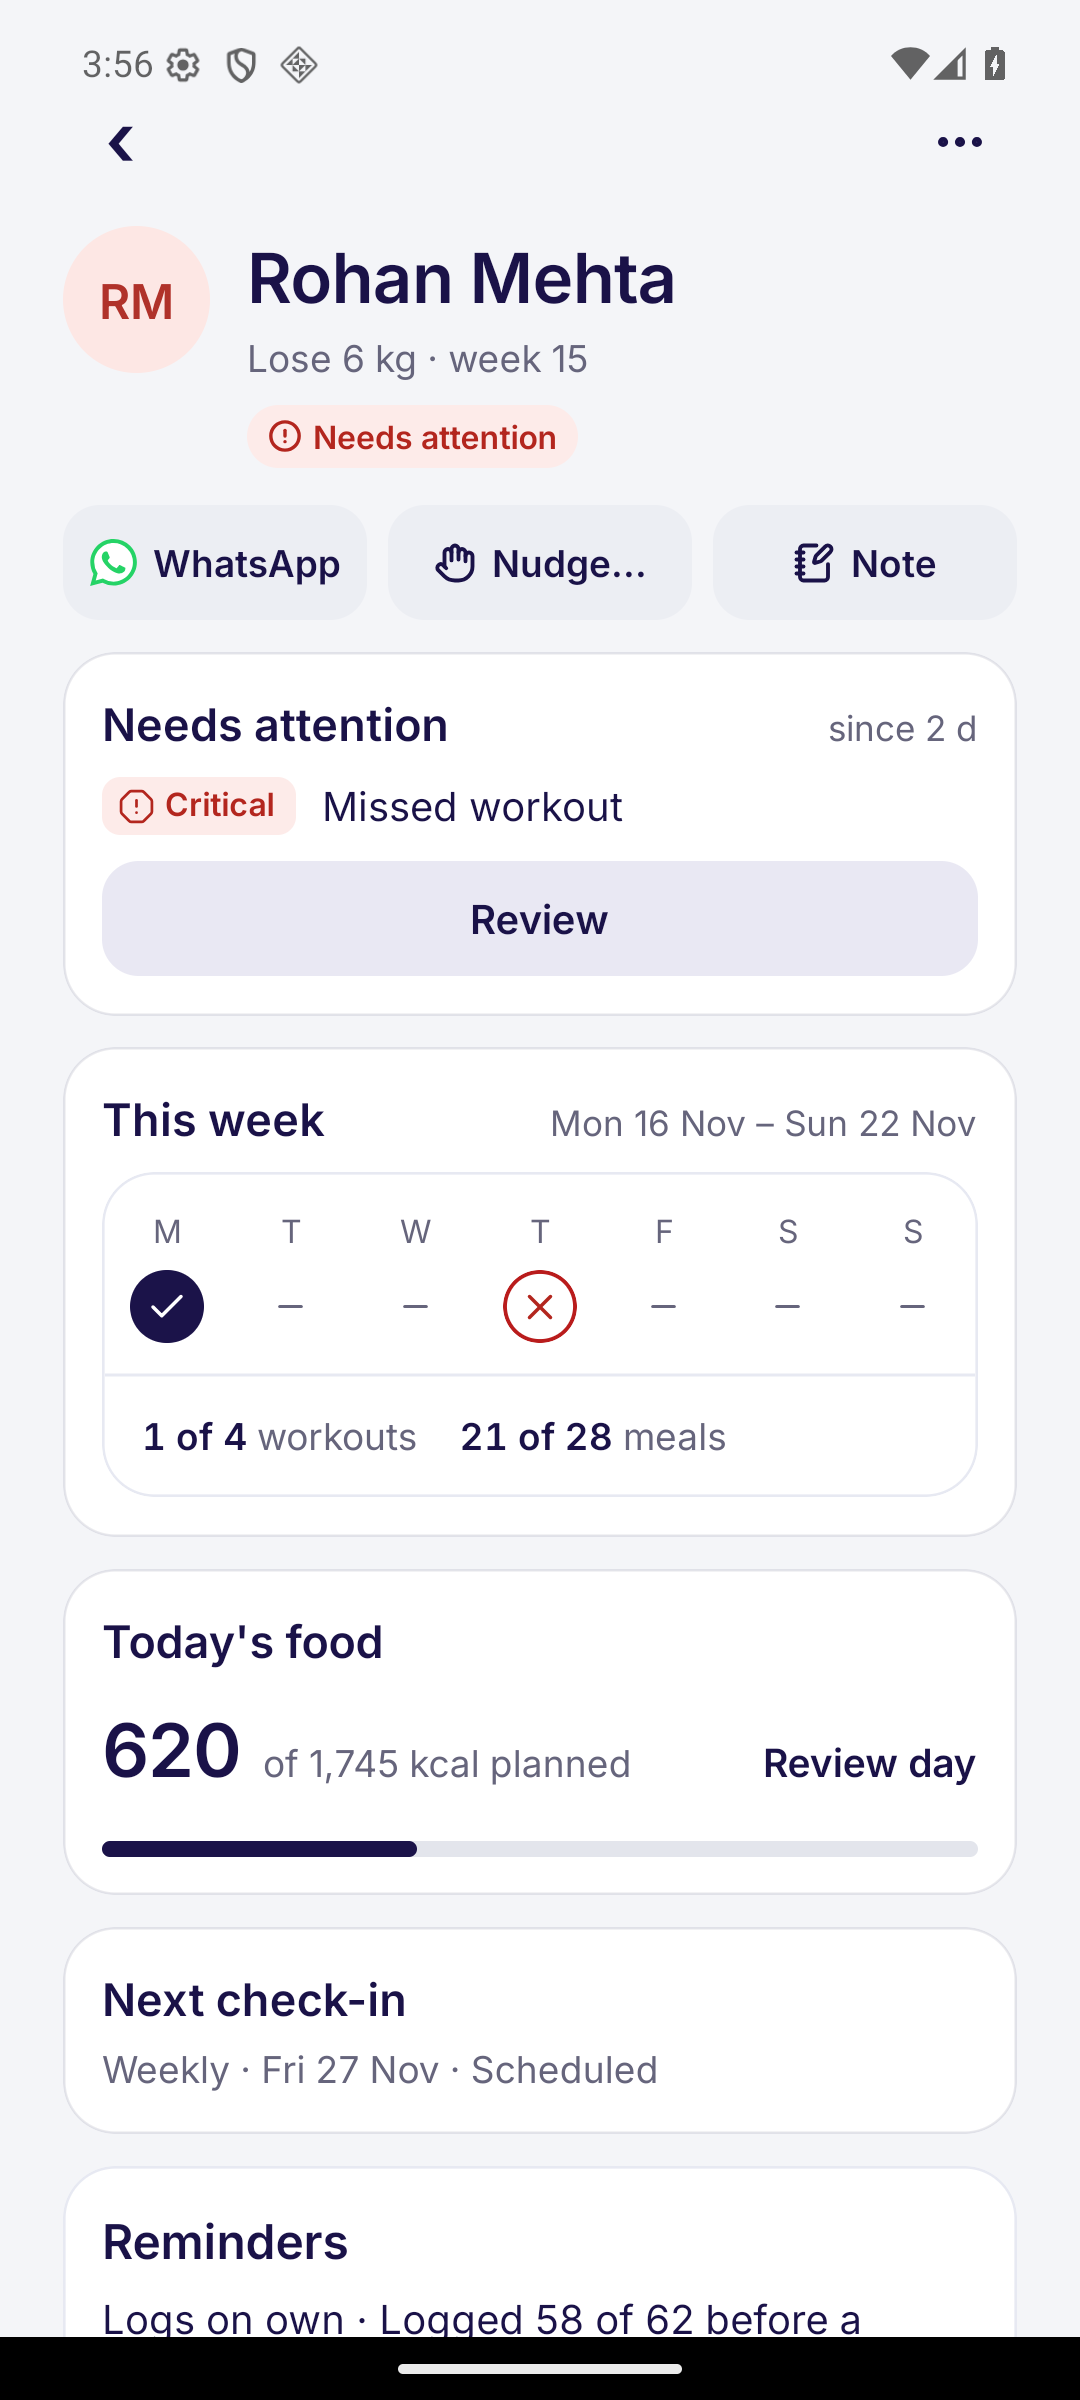 3:56
RM
Rohan Mehta
Lose 6 kg · week 15
Needs attention
WhatsApp
Nudge...
Note
Needs attention
since 2 d
Critical
Missed workout
Review
This week
Mon 16 Nov – Sun 22 Nov
M T W T F S S
1 of 4 workouts 21 of 28 meals
Today's food
620 of 1,745 kcal planned
Review day
Next check-in
Weekly · Fri 27 Nov · Scheduled
Reminders
Logs on own · Logged 58 of 62 before a